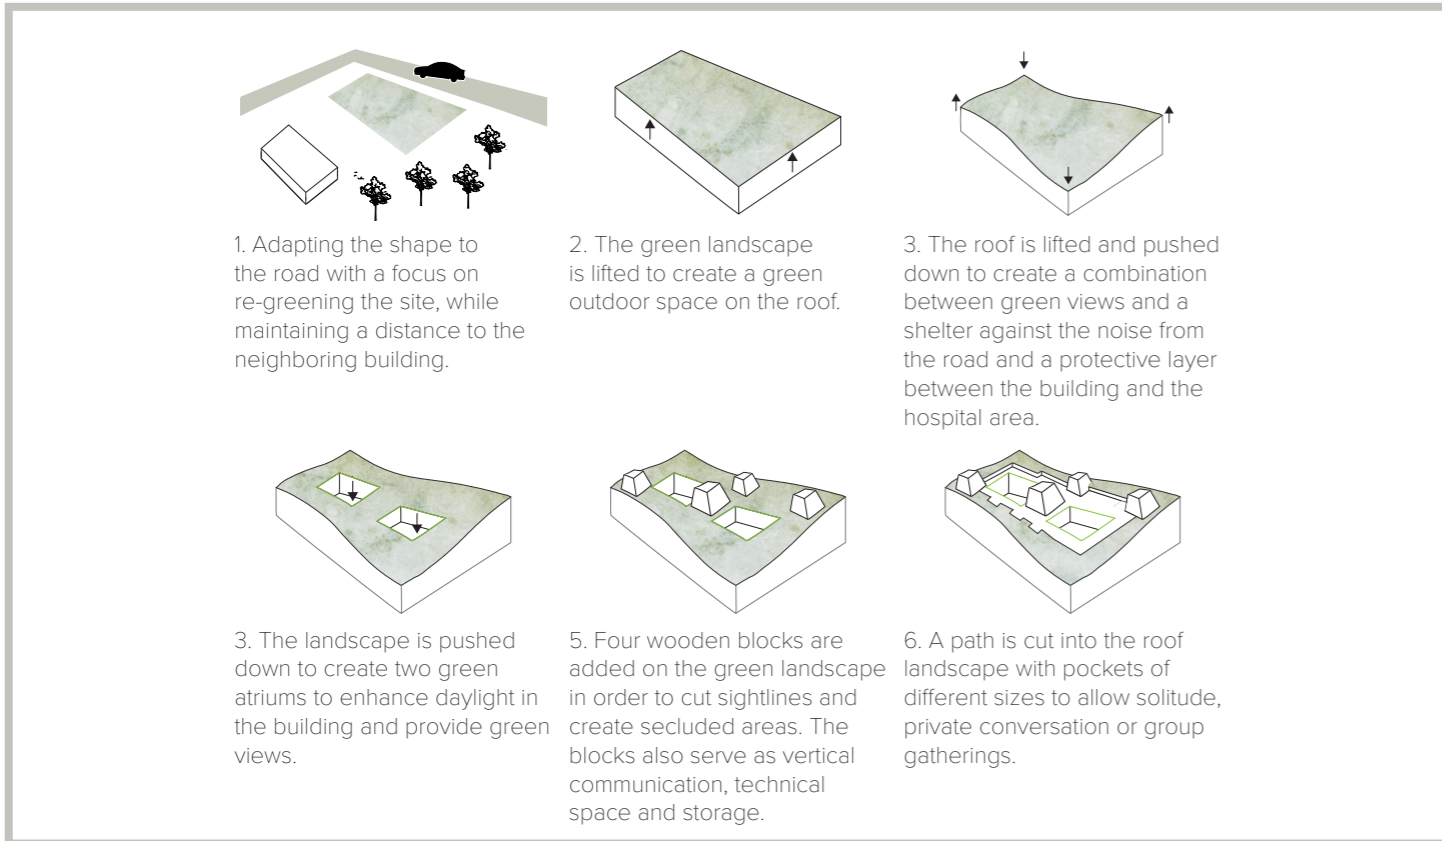 1. Adapting the shape to
the road with a focus on
re-greening the site, while
maintaining a distance to the
neighboring building.
2. The green landscape
is lifted to create a green
outdoor space on the roof.
3. The roof is lifted and pushed
down to create a combination
between green views and a
shelter against the noise from
the road and a protective layer
between the building and the
hospital area.
3. The landscape is pushed
down to create two green
atriums to enhance daylight in
the building and provide green
views.
5. Four wooden blocks are
added on the green landscape
in order to cut sightlines and
create secluded areas. The
blocks also serve as vertical
communication, technical
space and storage.
6. A path is cut into the roof
landscape with pockets of
different sizes to allow solitude,
private conversation or group
gatherings.